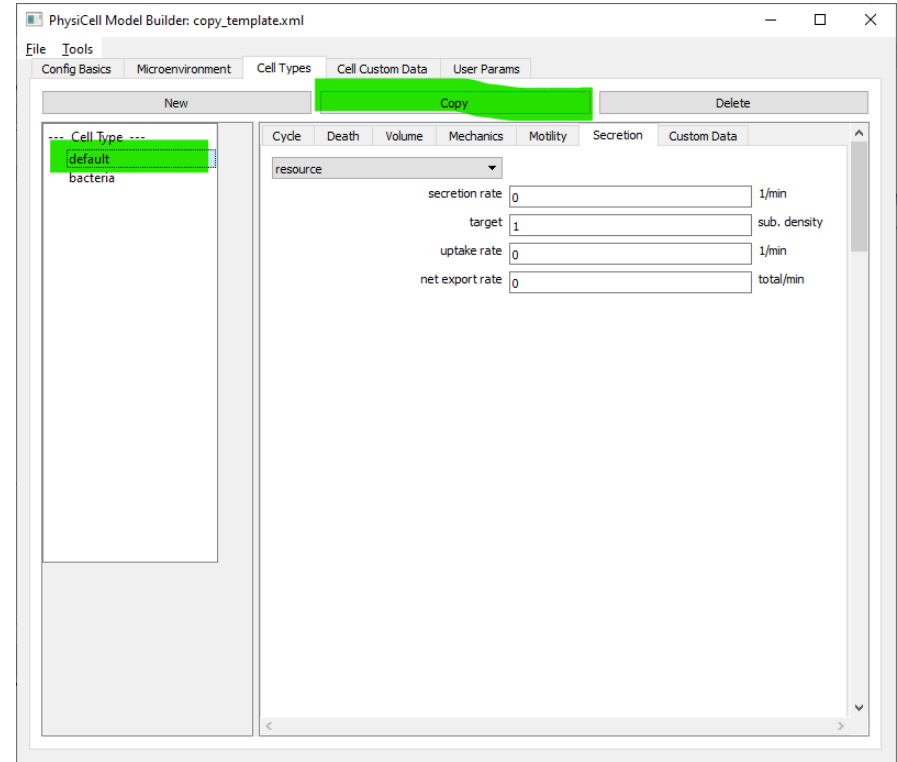 PhysiCell Model Builder: copy_template.xml
File Tools
Config Basics Microenvironment Cell Types Cell Custom Data User Params
New Copy Delete
--- Cell Type ---
default
bacteria
Cycle Death Volume Mechanics Motility Secretion Custom Data
resource
secretion rate 0 1/min
target 1 sub. density
uptake rate 0 1/min
net export rate 0 total/min